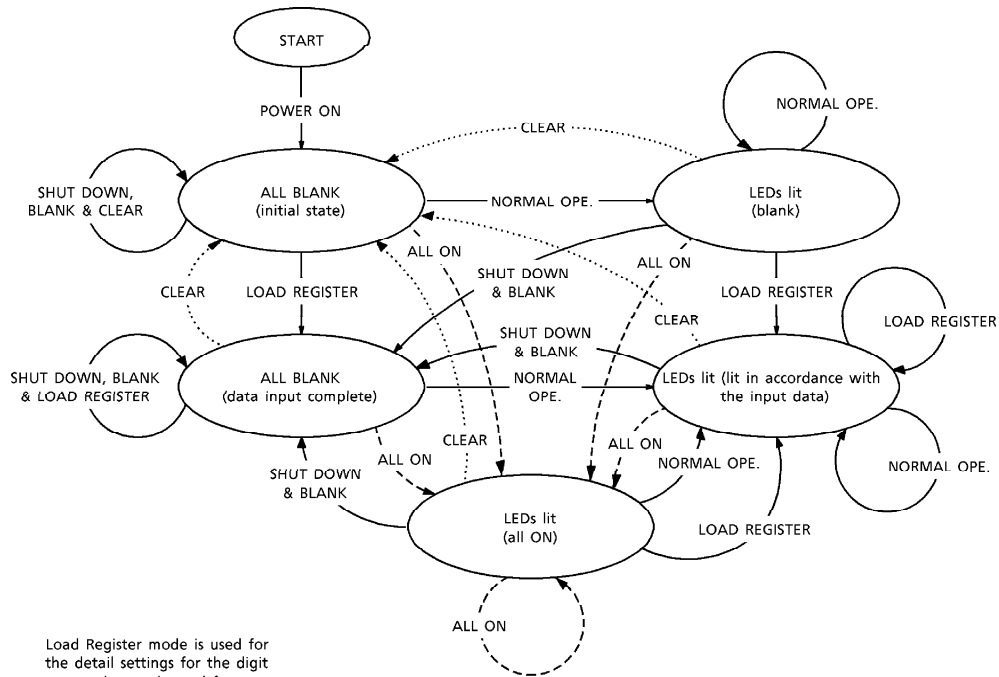 START
POWER ON
NORMAL OPE.
CLEAR
SHUT DOWN,
BLANK & CLEAR
ALL BLANK
(initial state)
NORMAL OPE.
LEDs lit
(blank)
ALL ON
ALL ON
SHUT DOWN
& BLANK
CLEAR
LOAD REGISTER
LOAD REGISTER
CLEAR
LOAD REGISTER
SHUT DOWN
& BLANK
SHUT DOWN, BLANK
& LOAD REGISTER
ALL BLANK
(data input complete)
NORMAL
OPE.
LEDs lit (lit in accordance with
the input data)
CLEAR
ALL ON
ALL ON
NORMAL OPE.
NORMAL OPE.
SHUT DOWN
& BLANK
LEDs lit
(all ON)
LOAD REGISTER
ALL ON
Load Register mode is used for
the detail settings for the digit